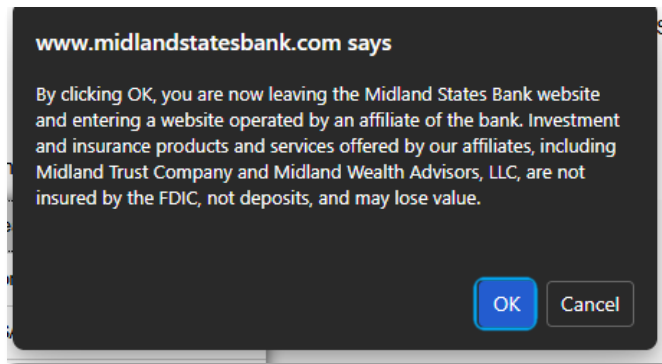 www.midlandstatesbank.com says
By clicking OK, you are now leaving the Midland States Bank website
and entering a website operated by an affiliate of the bank. Investment
and insurance products and services offered by our affiliates, including
Midland Trust Company and Midland Wealth Advisors, LLC, are not
insured by the FDIC, not deposits, and may lose value.
OK Cancel